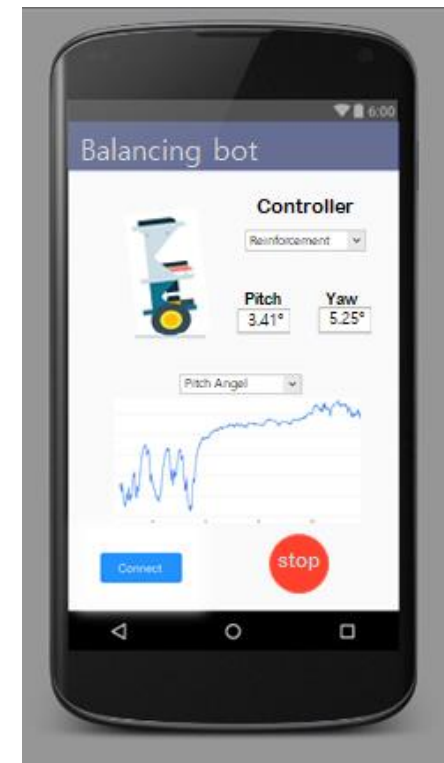 6:00
Balancing bot
Controller
Reinforcement
Pitch Yaw
3.41° 5.25°
Pitch Angel
Connect
stop